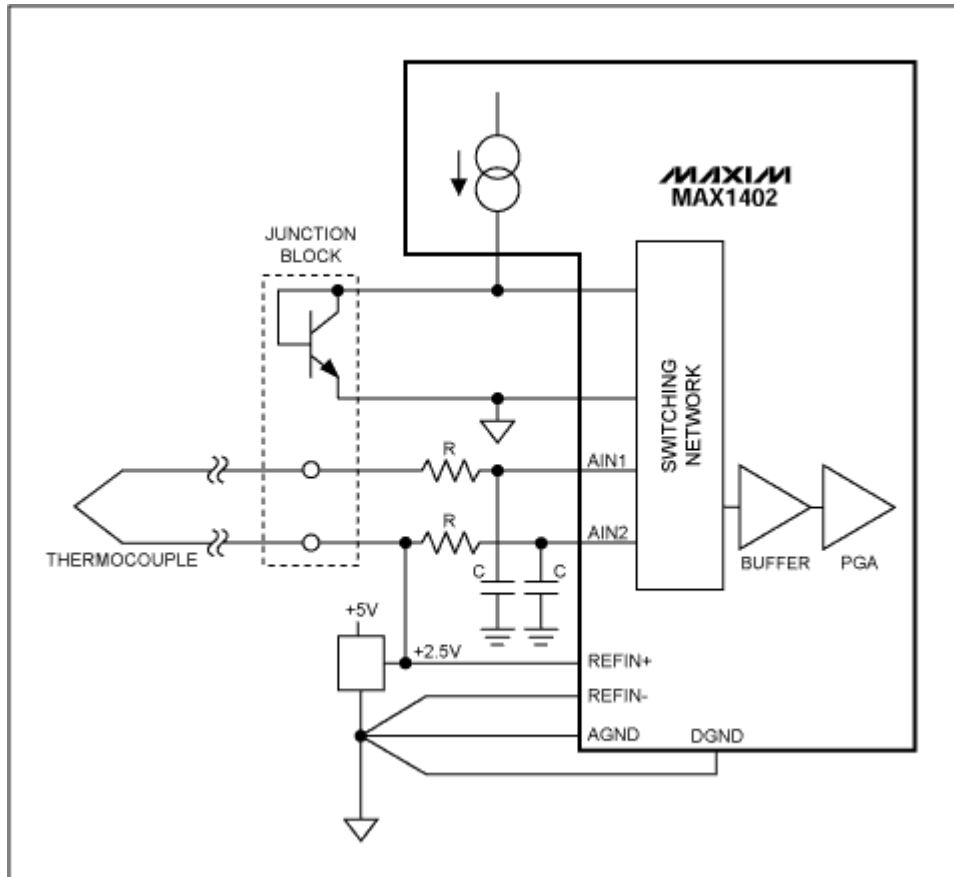 MAXIM
MAX1402
JUNCTION
BLOCK
SWITCHING
NETWORK
R
AIN1
R
AIN2
THERMOCOUPLE
C
C
BUFFER
PGA
+5V
+2.5V
REFIN+
REFIN-
AGND
DGND